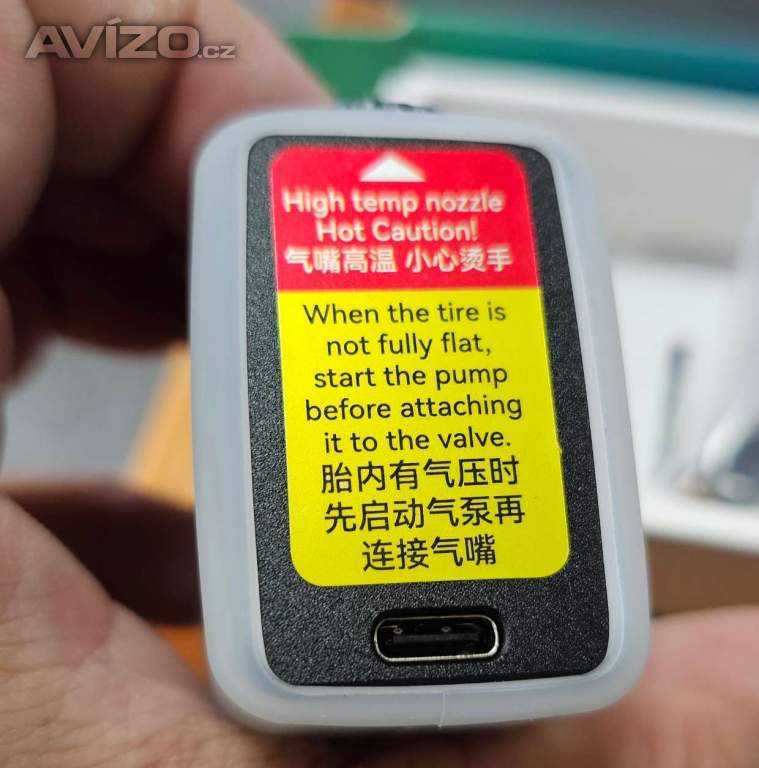 AVÍZO.cz
High temp nozzle
Hot Caution!
气嘴高温 小心烫手
When the tire is
not fully flat,
start the pump
before attaching
it to the valve.
胎内有气压时
先启动气泵再
连接气嘴